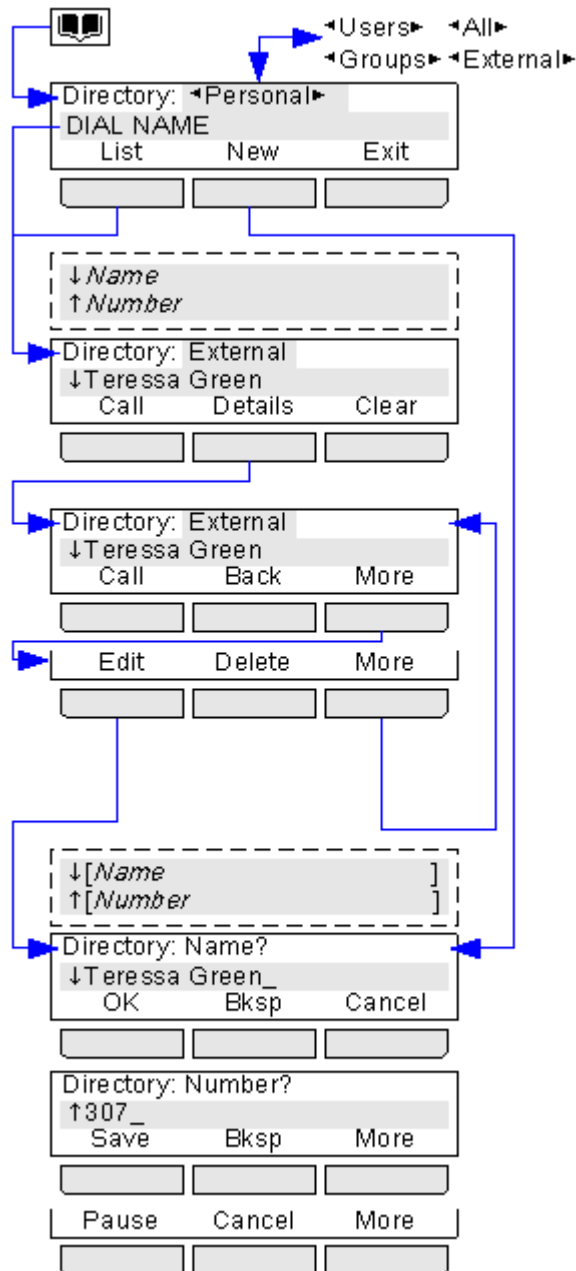 ◄Users► ◄All►
◄Groups► ◄External►
Directory: ◄Personal►
DIAL NAME
List New Exit
↓Name
↑Number
Directory: External
↓Teressa Green
Call Details Clear
Directory: External
↓Teressa Green
Call Back More
Edit Delete More
↓[Name ]
↑[Number ]
Directory: Name?
↓Teressa Green_
OK Bksp Cancel
Directory: Number?
↑307_
Save Bksp More
Pause Cancel More